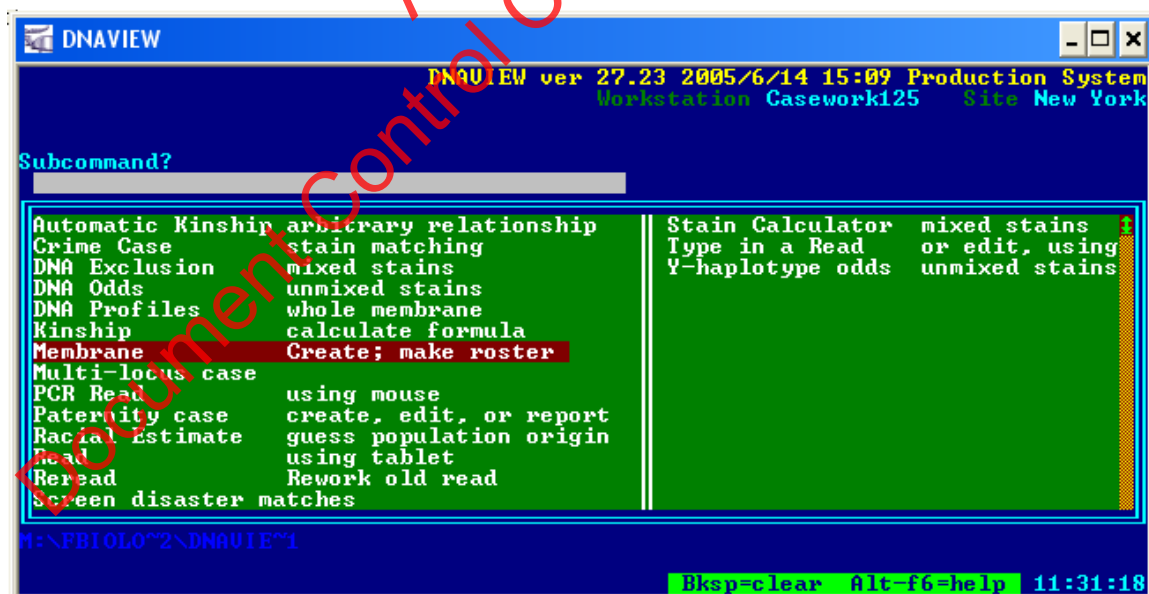 DNAVIEW
DNAVIEW ver 27.23 2005/6/14 15:09 Production System
Workstation Casework125 Site New York
Subcommand?
Automatic Kinship arbitrary relationship
Crime Case stain matching
DNA Exclusion mixed stains
DNA Odds unmixed stains
DNA Profiles whole membrane
Kinship calculate formula
Membrane Create; make roster
Multi-locus case
PCR Read using mouse
Paternity case create, edit, or report
Racial Estimate guess population origin
Read using tablet
Reread Rework old read
Screen disaster matches
Stain Calculator mixed stains
Type in a Read or edit, using
Y-haplotype odds unmixed stains
M:\FBIOLO~2\DNAVIE~1
Bksp=clear Alt-f6=help 11:31:18
Document Control